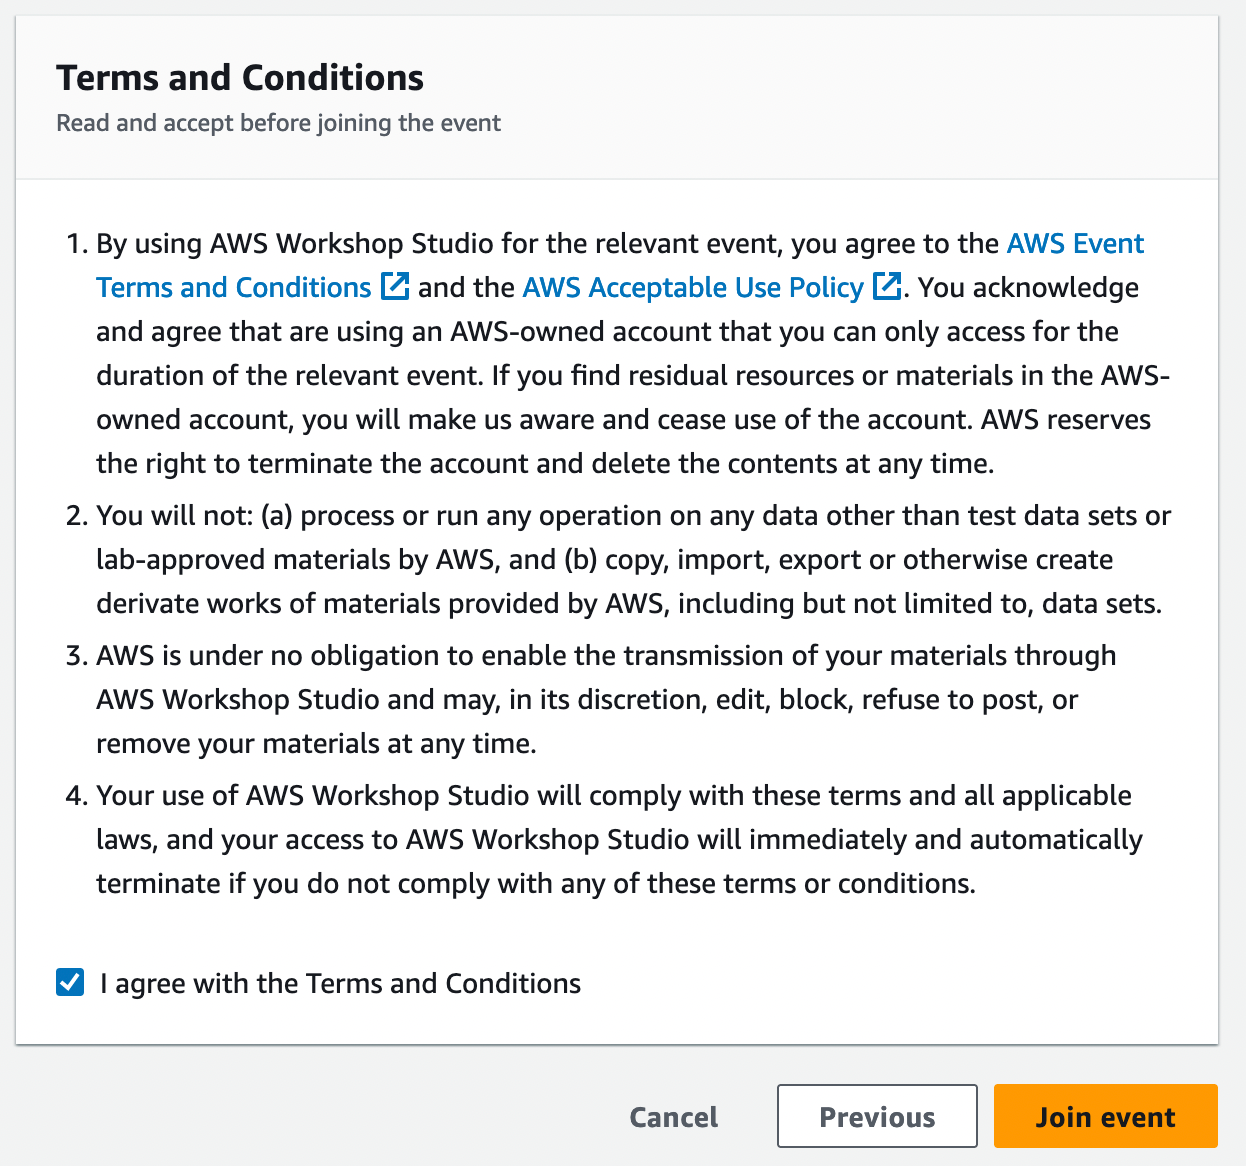 Terms and Conditions
Read and accept before joining the event
1. By using AWS Workshop Studio for the relevant event, you agree to the AWS Event
Terms and Conditions and the AWS Acceptable Use Policy. You acknowledge
and agree that are using an AWS-owned account that you can only access for the
duration of the relevant event. If you find residual resources or materials in the AWS-
owned account, you will make us aware and cease use of the account. AWS reserves
the right to terminate the account and delete the contents at any time.
2. You will not: (a) process or run any operation on any data other than test data sets or
lab-approved materials by AWS, and (b) copy, import, export or otherwise create
derivate works of materials provided by AWS, including but not limited to, data sets.
3. AWS is under no obligation to enable the transmission of your materials through
AWS Workshop Studio and may, in its discretion, edit, block, refuse to post, or
remove your materials at any time.
4. Your use of AWS Workshop Studio will comply with these terms and all applicable
laws, and your access to AWS Workshop Studio will immediately and automatically
terminate if you do not comply with any of these terms or conditions.
I agree with the Terms and Conditions
Cancel Previous Join event